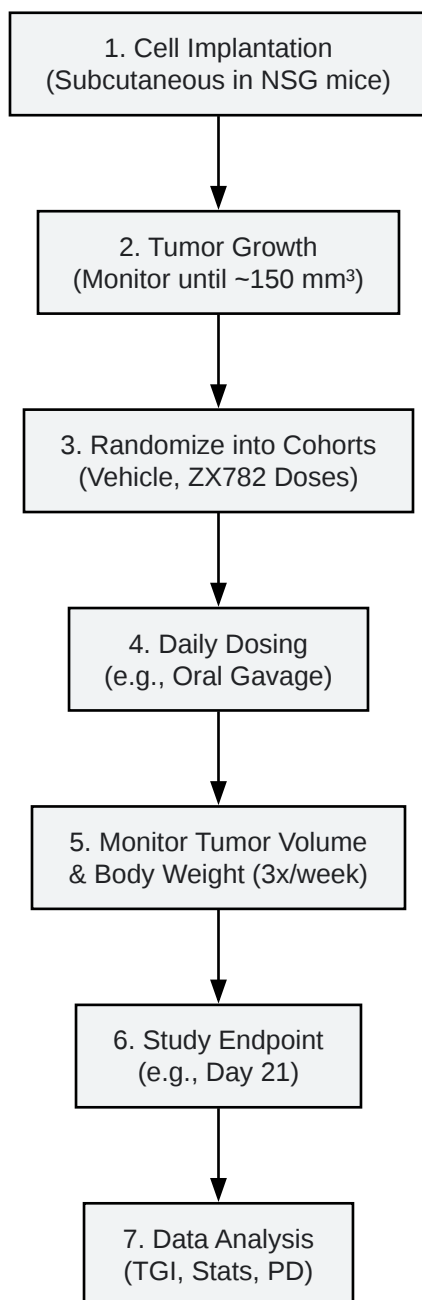 1. Cell Implantation
(Subcutaneous in NSG mice)
2. Tumor Growth
(Monitor until ~150 mm³)
3. Randomize into Cohorts
(Vehicle, ZX782 Doses)
4. Daily Dosing
(e.g., Oral Gavage)
5. Monitor Tumor Volume
& Body Weight (3x/week)
6. Study Endpoint
(e.g., Day 21)
7. Data Analysis
(TGI, Stats, PD)